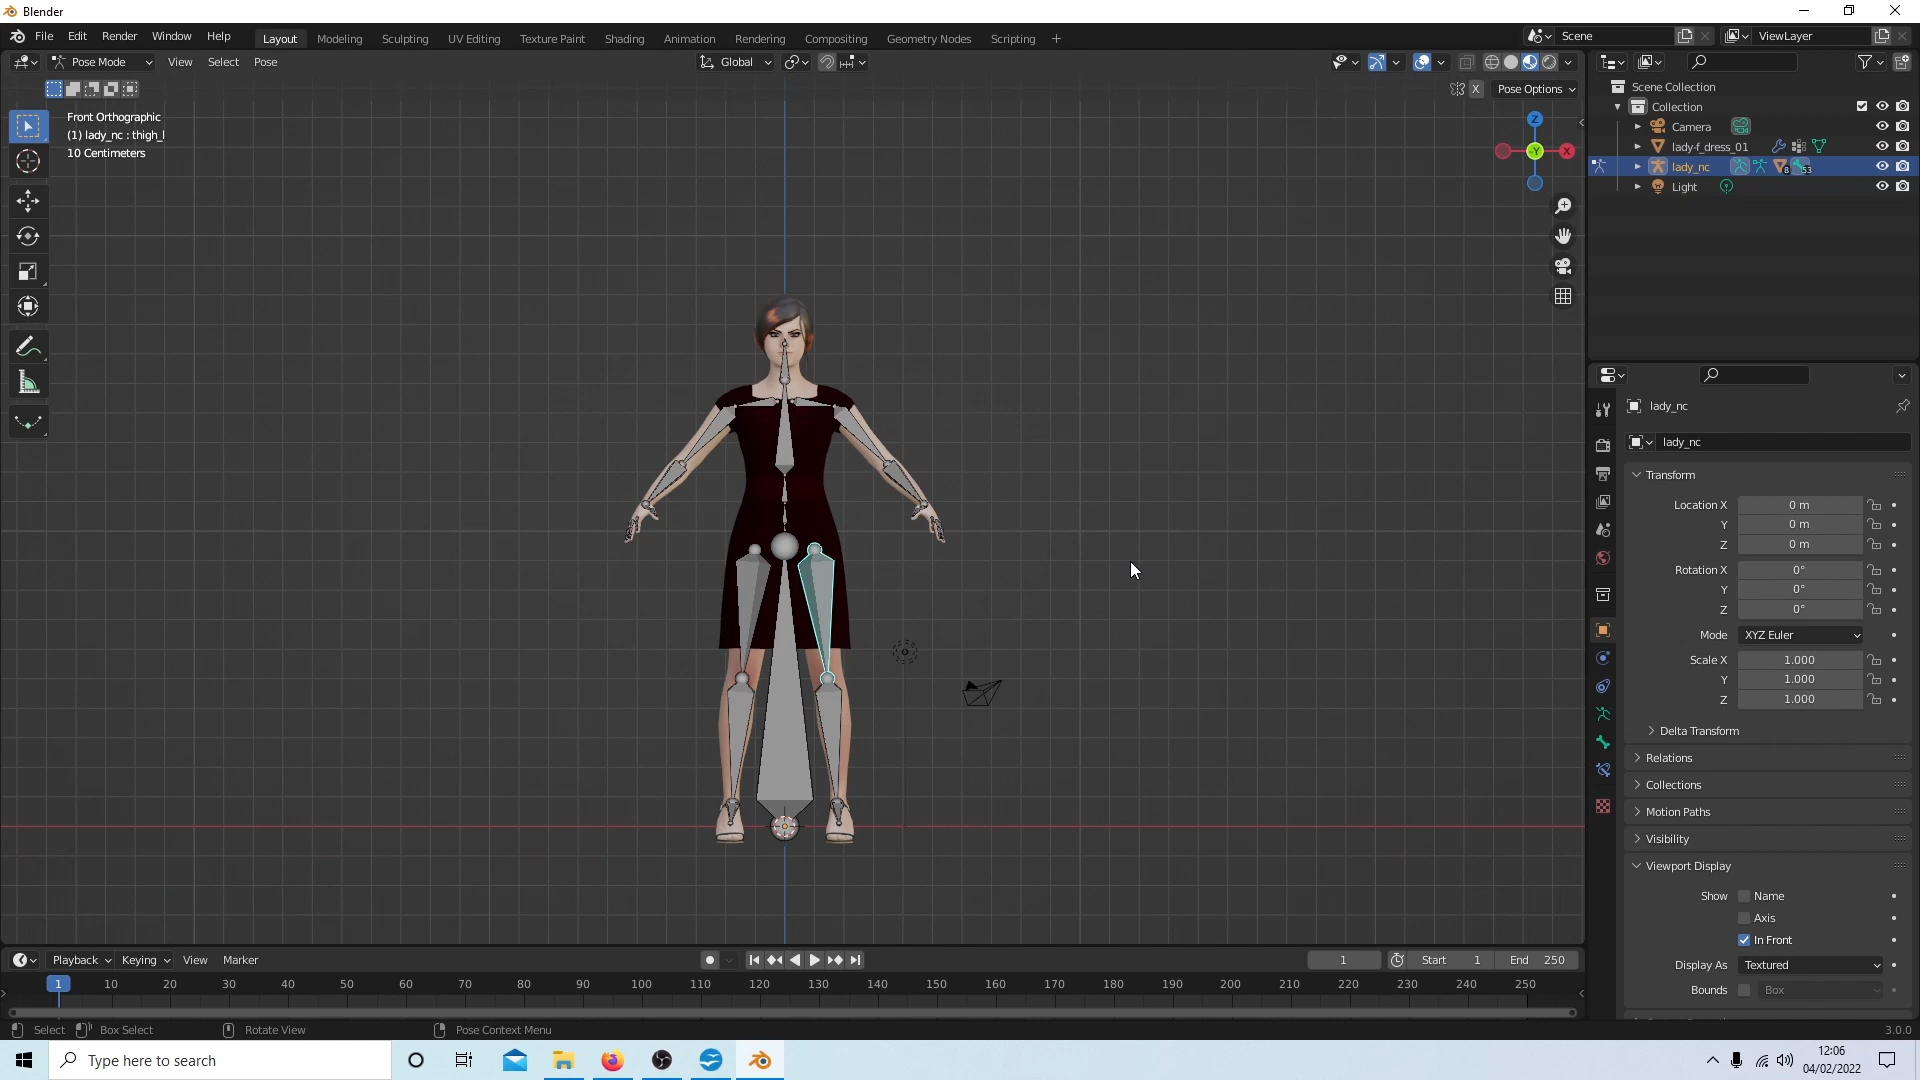 Blender
File Edit Render Window Help
Layout Modeling Sculpting UV Editing Texture Paint Shading Animation Rendering Compositing Geometry Nodes Scripting +
Scene
ViewLayer
Pose Mode View Select Pose
Global
X Pose Options
Front Orthographic
(1) lady_nc : thigh_l
10 Centimeters
Z
-Y
X
Scene Collection
Collection
Camera
lady-f_dress_01
lady_nc 8 53
Light
lady_nc
lady_nc
Transform
Location X 0 m
Y 0 m
Z 0 m
Rotation X 0°
Y 0°
Z 0°
Mode XYZ Euler
Scale X 1.000
Y 1.000
Z 1.000
Delta Transform
Relations
Collections
Motion Paths
Visibility
Viewport Display
Show Name
Axis
In Front
Display As Textured
Bounds Box
Playback Keying View Marker
1 Start 1 End 250
1 10 20 30 40 50 60 70 80 90 100 110 120 130 140 150 160 170 180 190 200 210 220 230 240 250
Select Box Select Rotate View Pose Context Menu
3.0.0
Type here to search
12:06
04/02/2022